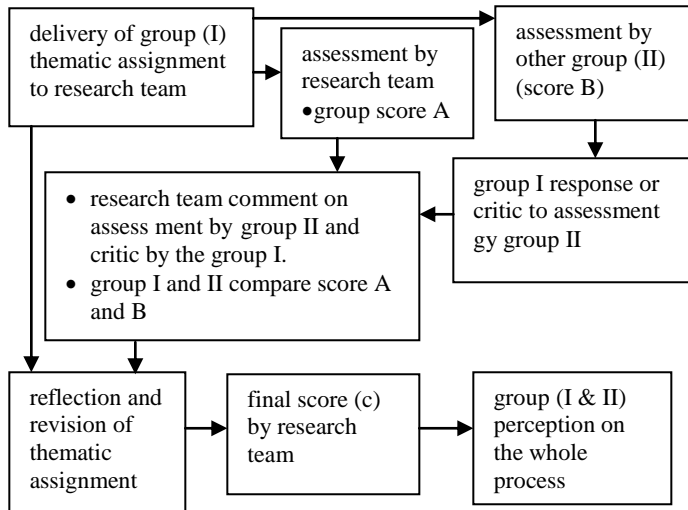 delivery of group (I)
thematic assignment
to research team
assessment by
research team
•group score A
assessment by
other group (II)
(score B)
group I response or
critic to assessment
gy group II
• research team comment on
assess ment by group II and
critic by the group I.
• group I and II compare score A
and B
reflection and
revision of
thematic
assignment
final score (c)
by research
team
group (I & II)
perception on
the whole
process